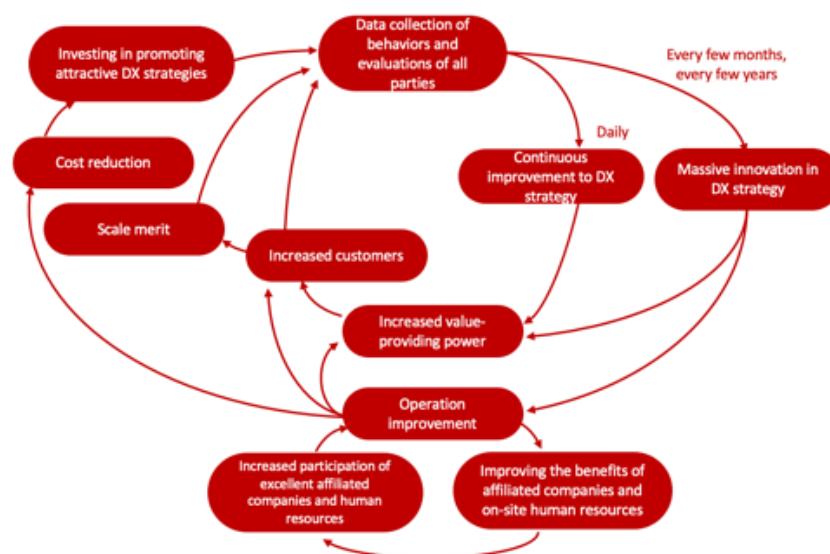 Data collection of
behaviors and
evaluations of all
parties
Investing in promoting
attractive DX strategies
Every few months,
every few years
Daily
Cost reduction
Continuous
improvement to DX
strategy
Massive innovation in
DX strategy
Scale merit
Increased customers
Increased value-
providing power
Operation
improvement
Increased participation of
excellent affiliated
companies and human
resources
Improving the benefits of
affiliated companies and
on-site human resources